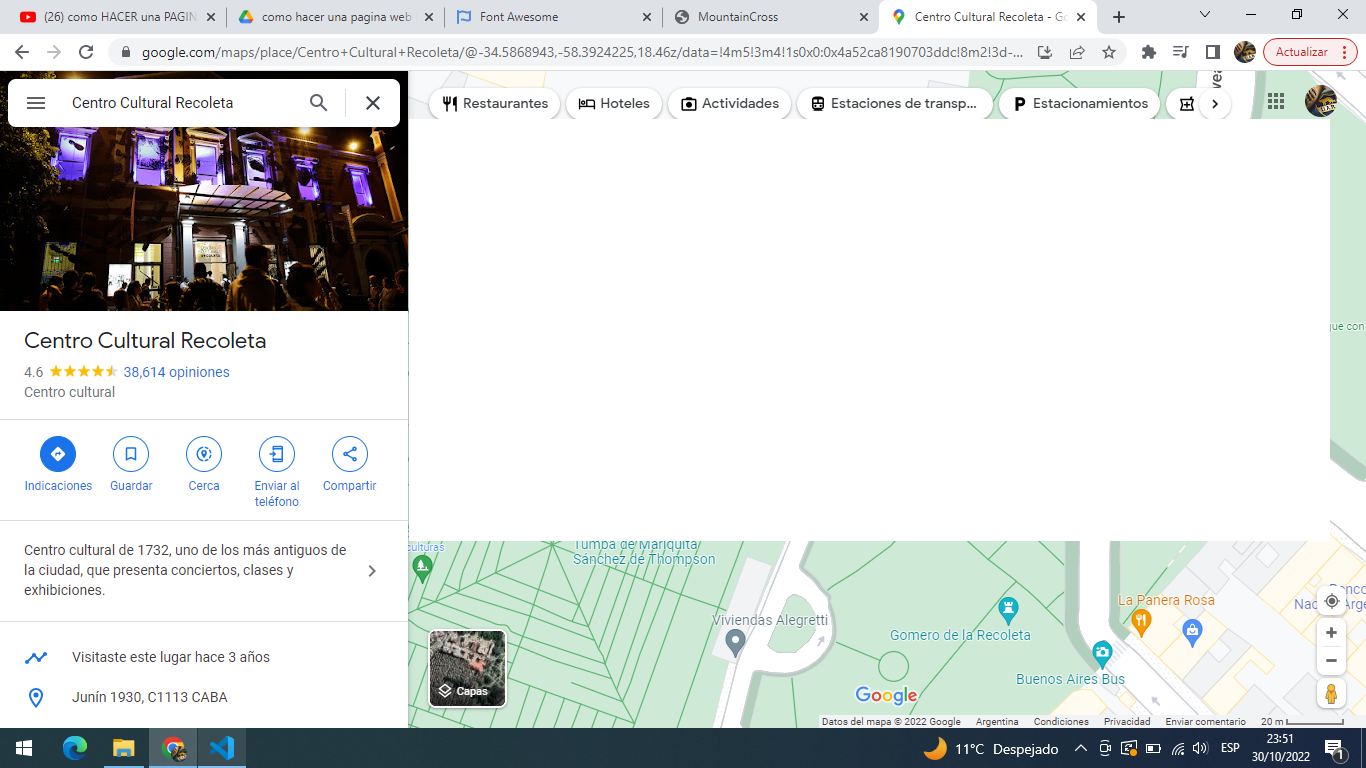 (26) como HACER una PAGIN
como hacer una pagina web
Font Awesome
MountainCross
Centro Cultural Recoleta - Go
google.com/maps/place/Centro+Cultural+Recoleta/@-34.5868943,-58.3924225,18.46z/data=!4m5!3m4!1s0x0:0x4a52ca8190703ddc!8m2!3d-...
Actualizar
Centro Cultural Recoleta
Restaurantes
Hoteles
Actividades
Estaciones de transp...
Estacionamientos
Centro Cultural Recoleta
4.6
38,614 opiniones
Centro cultural
Indicaciones
Guardar
Cerca
Enviar al
teléfono
Compartir
Centro cultural de 1732, uno de los más antiguos de
la ciudad, que presenta conciertos, clases y
exhibiciones.
Visitaste este lugar hace 3 años
Junín 1930, C1113 CABA
que con
culturas
Tumba de Mariquita
Sánchez de Thompson
Viviendas Alegretti
Gomero de la Recoleta
La Panera Rosa
Buenos Aires Bus
Capas
Google
Datos del mapa © 2022 Google
Argentina
Condiciones
Privacidad
Enviar comentario
20 m
11°C Despejado
ESP
23:51
30/10/2022
1